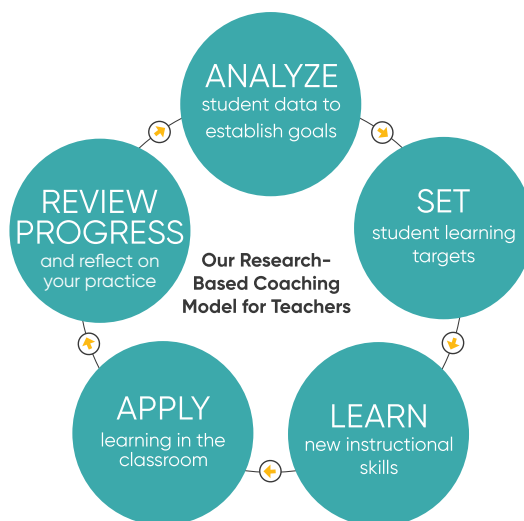 ANALYZE
student data to
establish goals
SET
student learning
targets
LEARN
new instructional
skills
APPLY
learning in the
classroom
REVIEW
PROGRESS
and reflect on
your practice
Our Research-
Based Coaching
Model for Teachers